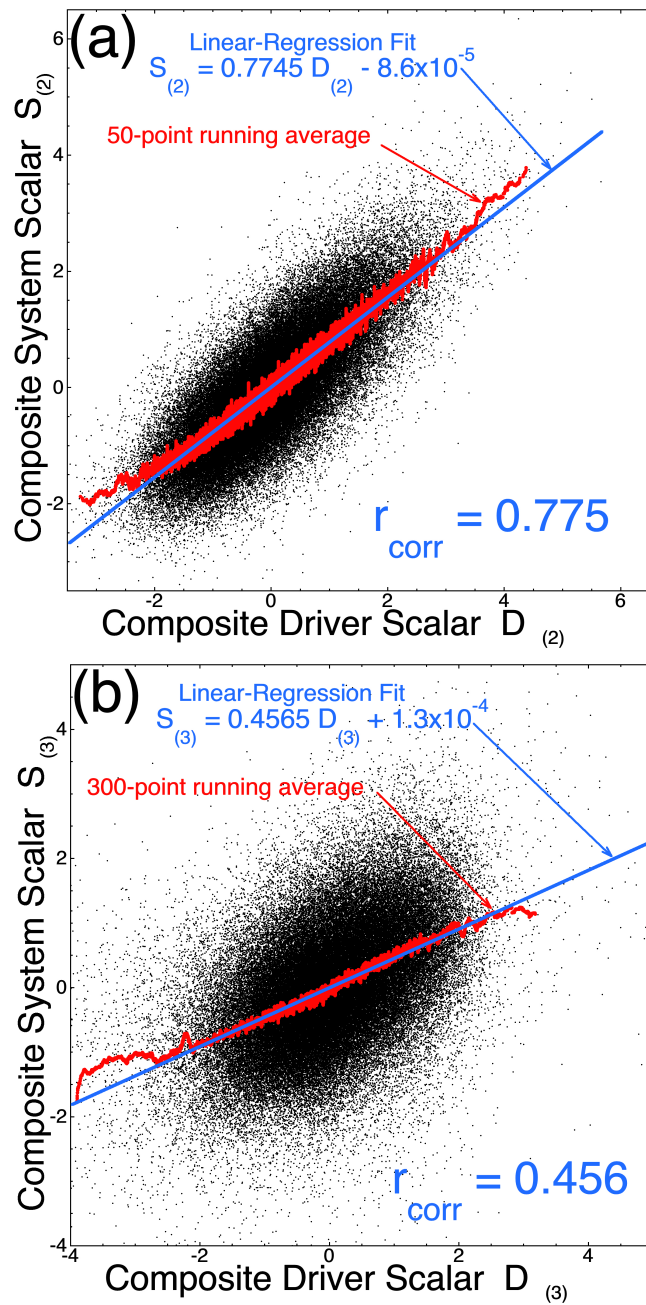 (a)
Linear-Regression Fit
S(2) = 0.7745 D(2) - 8.6x10-5
50-point running average
Composite System Scalar S(2)
6
4
2
0
-2
r corr = 0.775
-2 0 2 4 6
Composite Driver Scalar D (2)
(b)
Linear-Regression Fit
S(3) = 0.4565 D(3) + 1.3x10-4
300-point running average
Composite System Scalar S(3)
4
2
0
-2
-4
r corr = 0.456
-4 -2 0 2 4
Composite Driver Scalar D (3)